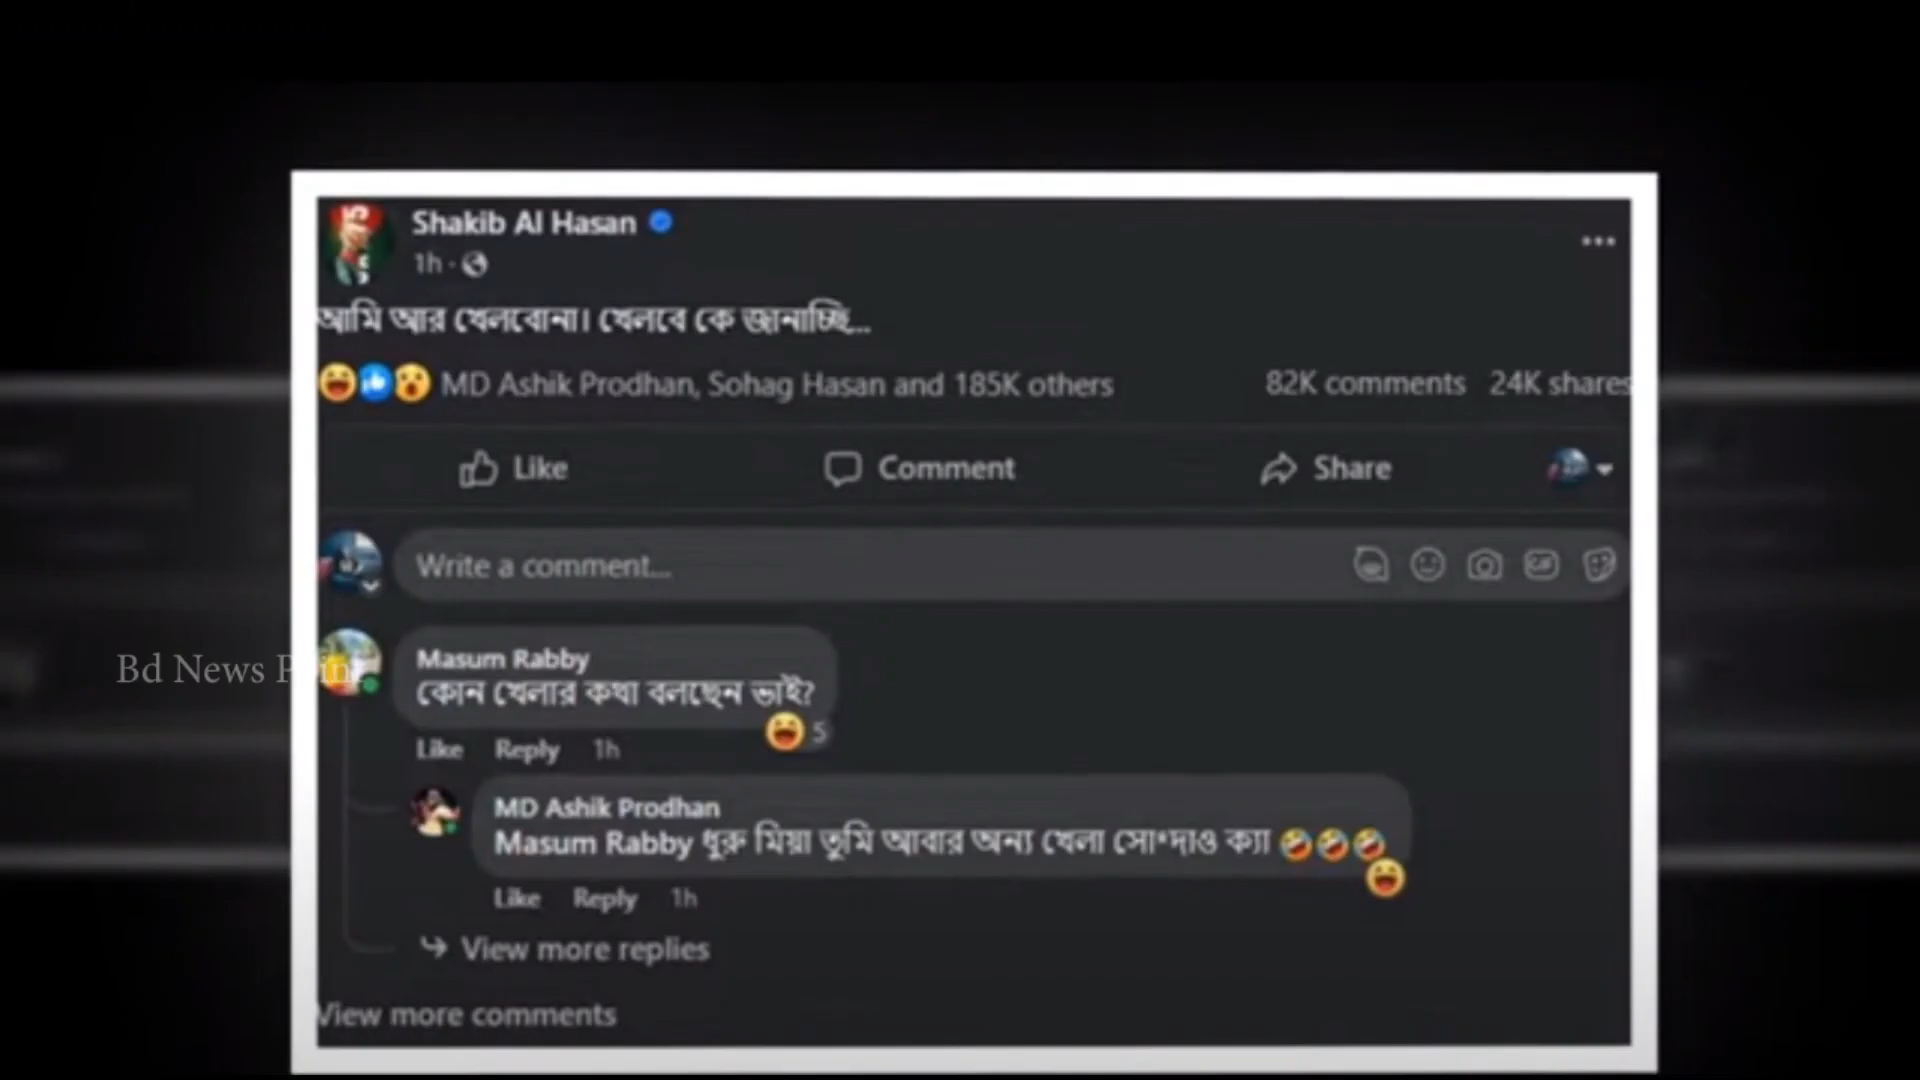 Shakib Al Hasan
1h ·
আমি আর খেলবোনা। খেলবে কে জানাচ্ছি...
MD Ashik Prodhan, Sohag Hasan and 185K others
82K comments 24K shares
Like
Comment
Share
Write a comment...
GIF
Bd News Point
Masum Rabby
কোন খেলার কথা বলছেন ভাই?
5
Like Reply 1h
MD Ashik Prodhan
Masum Rabby ধুরু মিয়া তুমি আবার অন্য খেলা সো*দাও ক্যা 🤣🤣🤣
Like Reply 1h
View more replies
View more comments